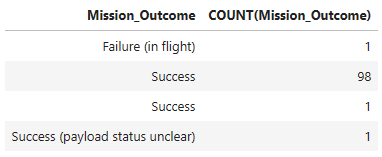 Mission_Outcome COUNT(Mission_Outcome)
Failure (in flight) 1
Success 98
Success 1
Success (payload status unclear) 1